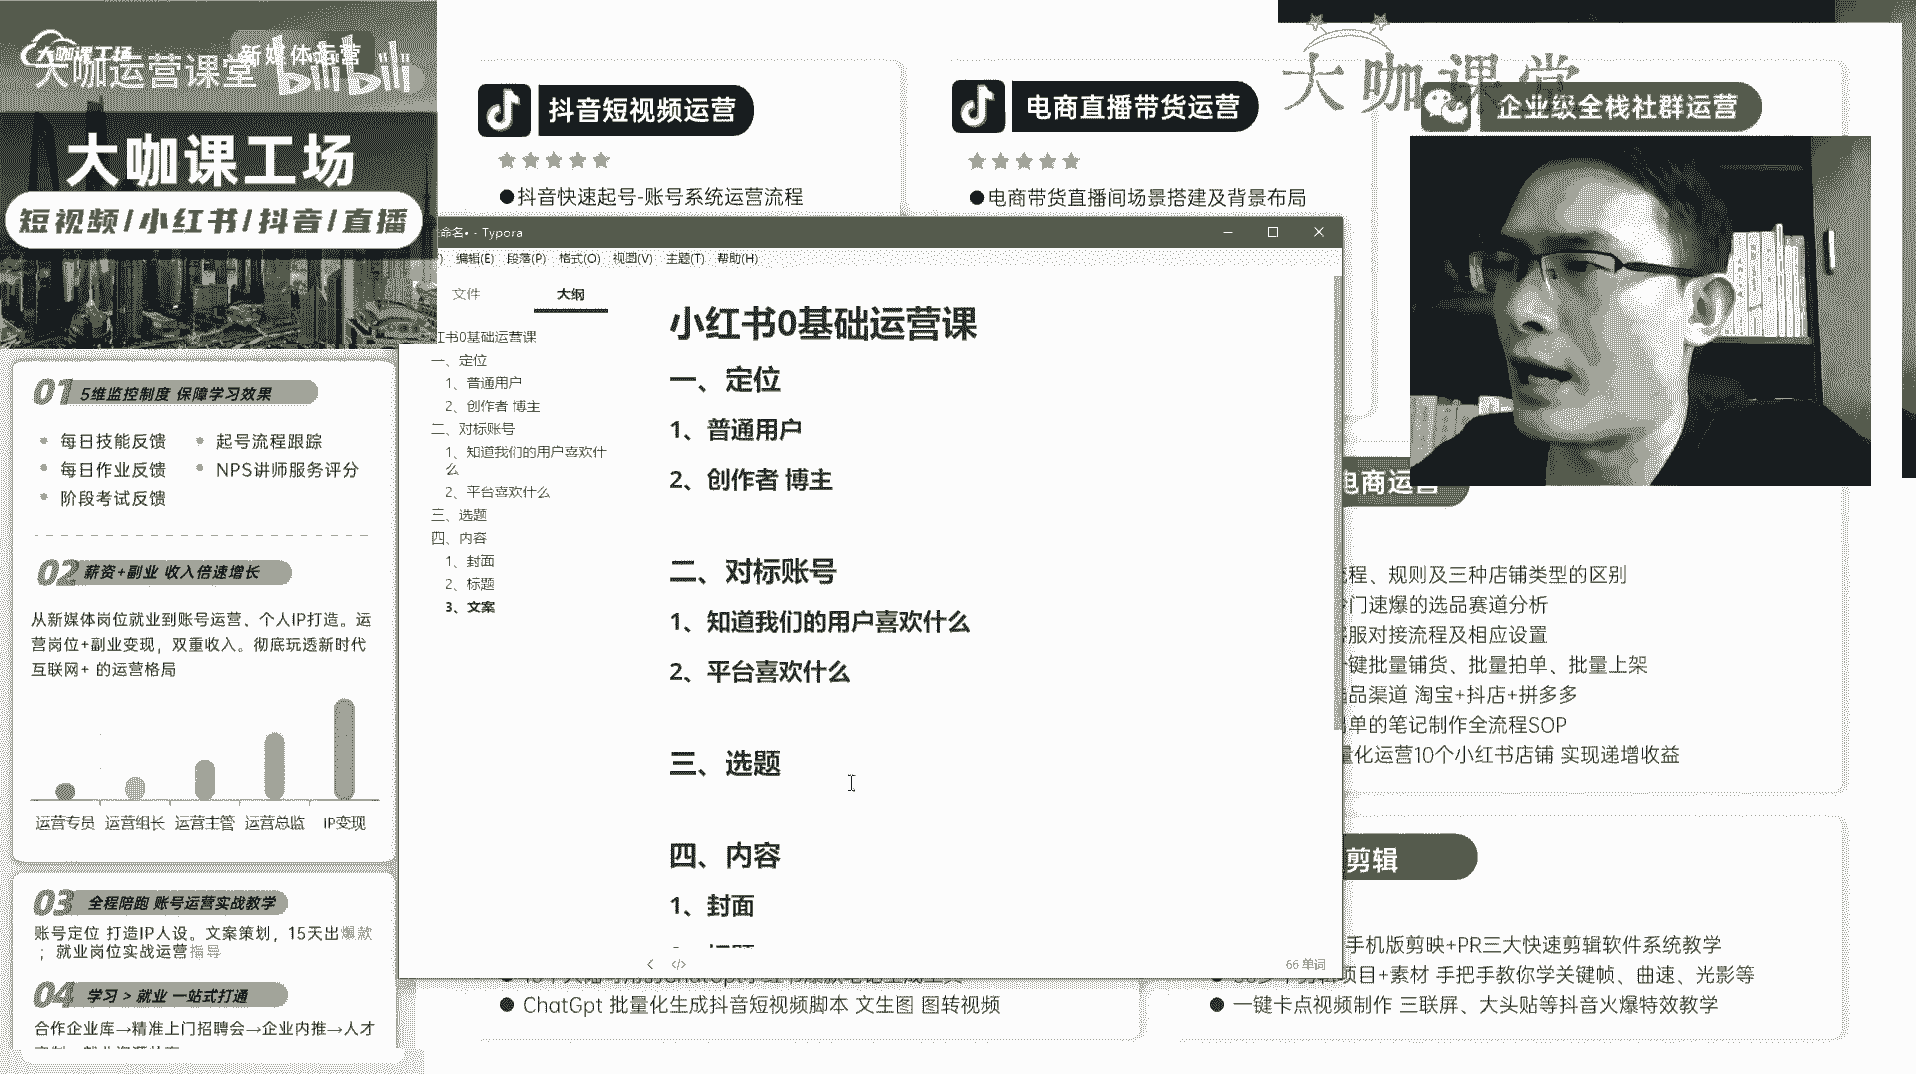 大咖课工场
新媒体运营
大咖运营课堂 bilibili
大咖课工场
短视频/小红书/抖音/直播
01 5维监控制度 保障学习效果
每日技能反馈
起号流程跟踪
每日作业反馈
NPS讲师服务评分
阶段考试反馈
02 薪资+副业 收入倍速增长
从新媒体岗位就业到账号运营、个人IP打造。运
营岗位+副业变现，双重收入。彻底玩透新时代
互联网+ 的运营格局
运营专员 运营组长 运营主管 运营总监 IP变现
03 全程陪跑 账号运营实战教学
账号定位 打造IP人设。文案策划，15天出爆款
；就业岗位实战运营指导
04 学习 > 就业 一站式打通
合作企业库→精准上门招聘会→企业内推→人才
抖音短视频运营
●抖音快速起号-账号系统运营流程
电商直播带货运营
●电商带货直播间场景搭建及背景布局
大咖课堂
企业级全栈社群运营
命名• - Typora
编辑(E) 段落(P) 格式(O) 视图(V) 主题(T) 帮助(H)
文件 大纲
红书0基础运营课
一、定位
1、普通用户
2、创作者 博主
二、对标账号
1、知道我们的用户喜欢什
么
2、平台喜欢什么
三、选题
四、内容
1、封面
2、标题
3、文案
小红书0基础运营课
一、定位
1、普通用户
2、创作者 博主
二、对标账号
1、知道我们的用户喜欢什么
2、平台喜欢什么
三、选题
四、内容
1、封面
66 单词
电商运营
程、规则及三种店铺类型的区别
门速爆的选品赛道分析
服对接流程及相应设置
键批量铺货、批量拍单、批量上架
品渠道 淘宝+抖店+拼多多
单的笔记制作全流程SOP
量化运营10个小红书店铺 实现递增收益
● ChatGpt 批量化生成抖音短视频脚本 文生图 图转视频
剪辑
手机版剪映+PR三大快速剪辑软件系统教学
项目+素材 手把手教你学关键帧、曲速、光影等
● 一键卡点视频制作 三联屏、大头贴等抖音火爆特效教学